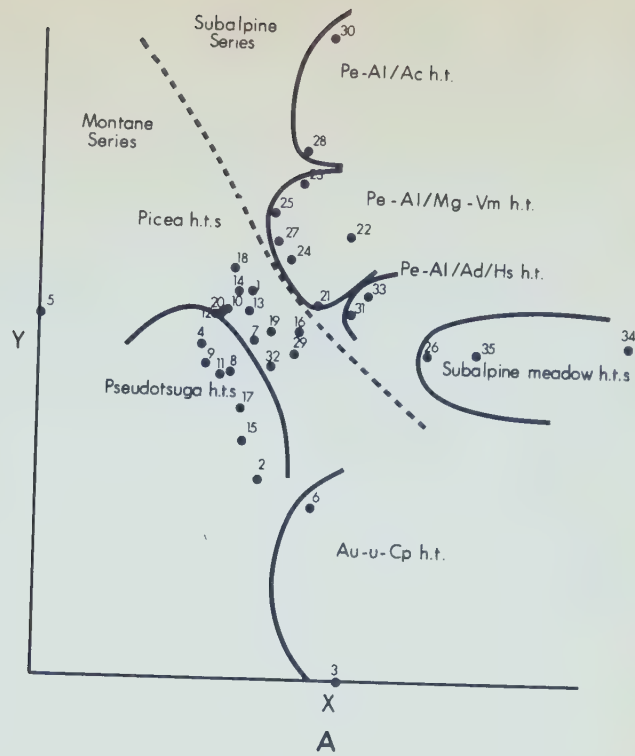 Subalpine
Series
30
Pe-Al/Ac h.t.
Montane
Series
28
23
Pe-Al/Mg-Vm h.t.
25
Picea h.t.s
27
22
24
18
Pe-Al/Ad/Hs h.t.
14
1
33
5
20
10
21
12
13
31
Y
4
19
16
7
29
26
35
34
9
11
8
32
Subalpine meadow h.t.s
Pseudotsuga h.t.s
17
15
2
6
Au-u-Cp h.t.
3
X
A